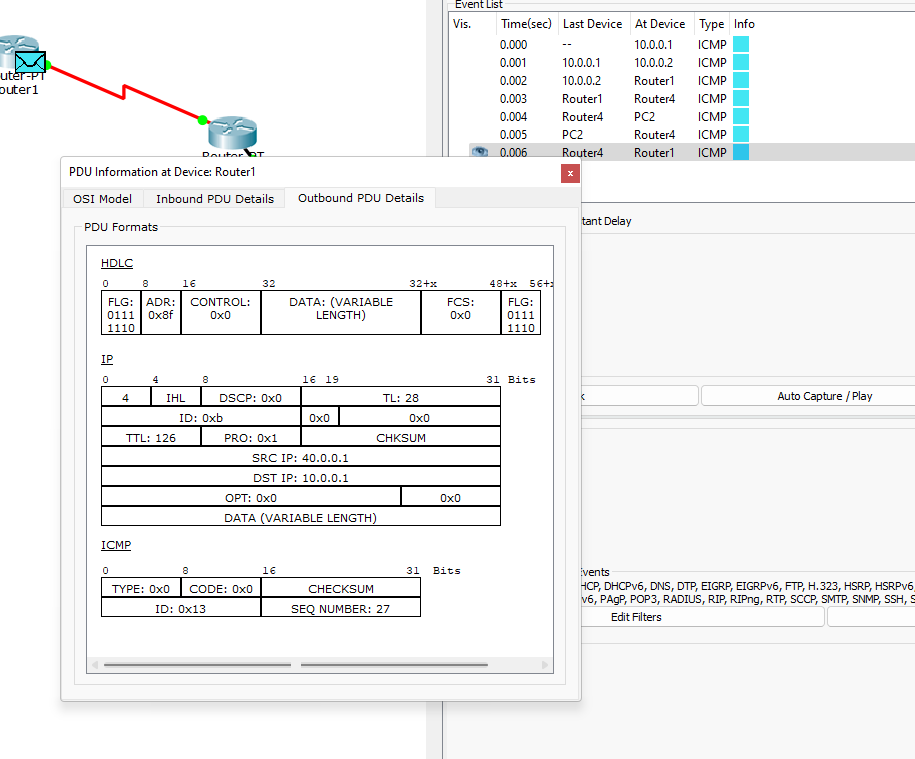 Event List
Vis. Time(sec) Last Device At Device Type Info
0.000 -- 10.0.0.1 ICMP
0.001 10.0.0.1 10.0.0.2 ICMP
0.002 10.0.0.2 Router1 ICMP
0.003 Router1 Router4 ICMP
0.004 Router4 PC2 ICMP
0.005 PC2 Router4 ICMP
0.006 Router4 Router1 ICMP
uter-PT
outer1
Router-PT
PDU Information at Device: Router1
x
OSI Model Inbound PDU Details Outbound PDU Details
PDU Formats
HDLC
0 8 16 32 32+x 48+x 56+x
FLG: 0111 1110 ADR: 0x8f CONTROL: 0x0 DATA: (VARIABLE LENGTH) FCS: 0x0 FLG: 0111 1110
IP
0 4 8 16 19 31 Bits
4 IHL DSCP: 0x0 TL: 28
ID: 0xb 0x0 0x0
TTL: 126 PRO: 0x1 CHKSUM
SRC IP: 40.0.0.1
DST IP: 10.0.0.1
OPT: 0x0 0x0
DATA (VARIABLE LENGTH)
ICMP
0 8 16 31 Bits
TYPE: 0x0 CODE: 0x0 CHECKSUM
ID: 0x13 SEQ NUMBER: 27
tant Delay
k
Auto Capture / Play
Events
HCP, DHCPv6, DNS, DTP, EIGRP, EIGRPv6, FTP, H.323, HSRP, HSRPv6,
v6, PAgP, POP3, RADIUS, RIP, RIPng, RTP, SCCP, SMTP, SNMP, SSH, S
Edit Filters